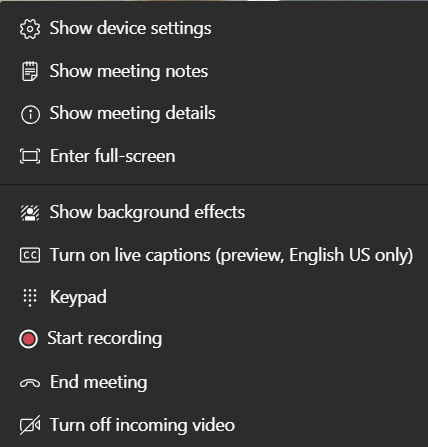 Show device settings
Show meeting notes
Show meeting details
Enter full-screen
Show background effects
CC Turn on live captions (preview, English US only)
Keypad
Start recording
End meeting
Turn off incoming video